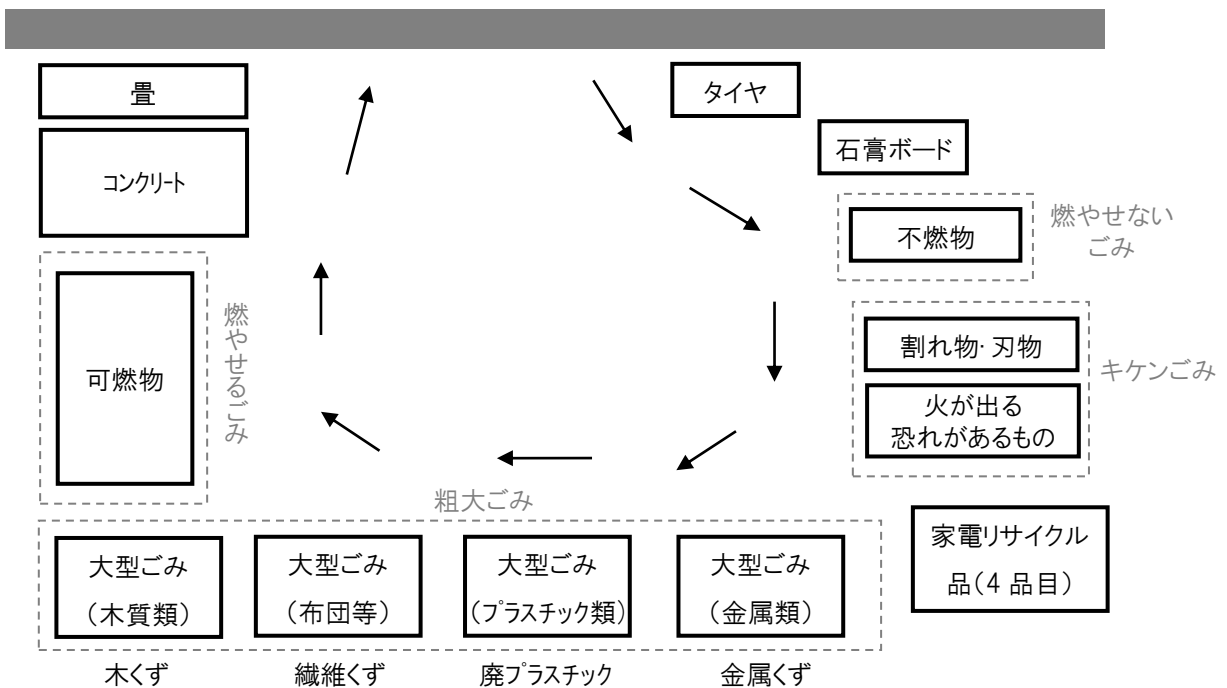 畳
タイヤ
石膏ボード
コンクリート
不燃物
燃やせない
ごみ
可燃物
燃やせるごみ
割れ物・刃物
火が出る
恐れがあるもの
キケンごみ
粗大ごみ
大型ごみ
（木質類）
大型ごみ
（布団等）
大型ごみ
（プラスチック類）
大型ごみ
（金属類）
家電リサイクル
品（４品目）
木くず
繊維くず
廃プラスチック
金属くず